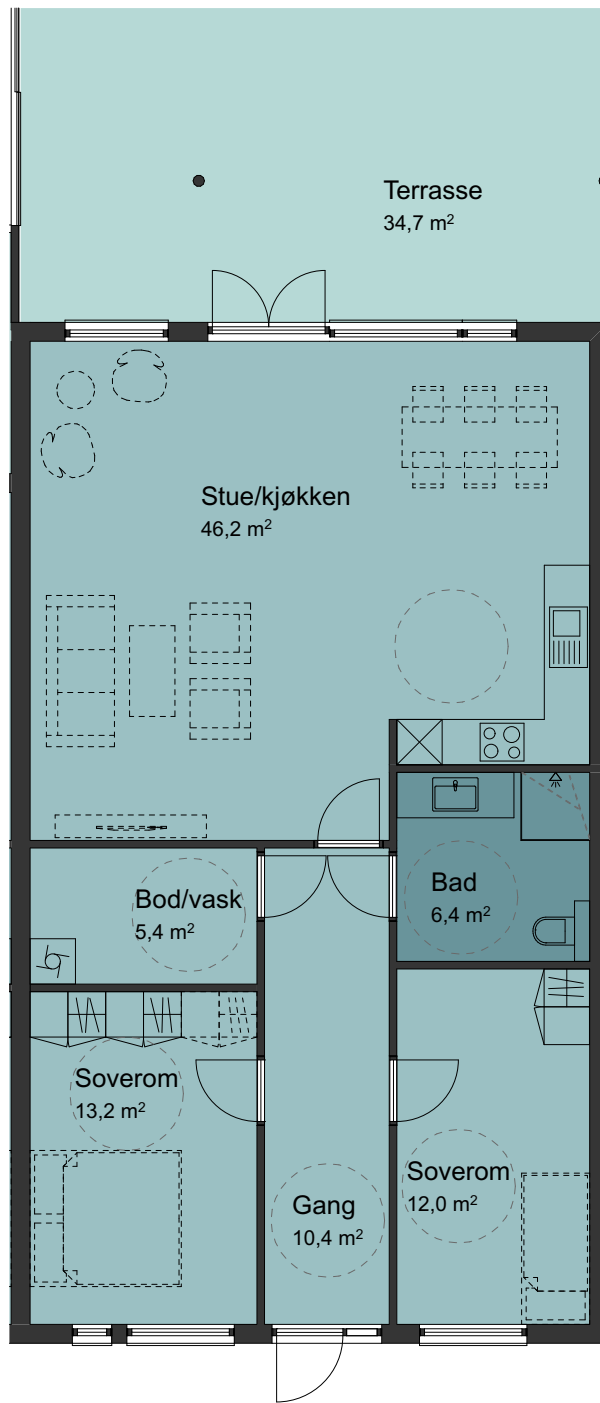 Terrasse
34,7 m²
Stue/kjøkken
46,2 m²
Bod/vask
5,4 m²
Bad
6,4 m²
Soverom
13,2 m²
Soverom
12,0 m²
Gang
10,4 m²